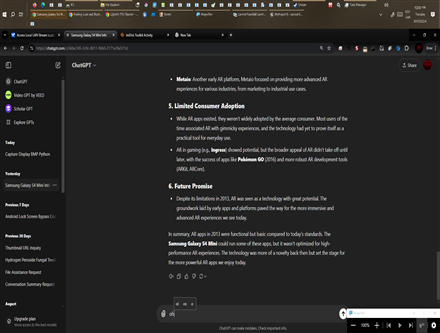 Samsung Galaxy S4 Mini
New Tab
chatgpt.com
ChatGPT
Share
ChatGPT
Video GPT by VEED
Scholar GPT
Explore GPTs
Today
Capture Display BMP Python
Yesterday
Samsung Galaxy S4 Mini
Previous 7 Days
Android Lock Screen Bypass
Previous 30 Days
Thumbnail URL Inquiry
Hydrogen Peroxide Fungal
File Assistance Request
Conversation Summary Request
August
Upgrade plan
Metaio: Another early AR platform, Metaio focused on providing more advanced AR
experiences for various industries, from marketing to industrial use cases.
5. Limited Consumer Adoption
While AR apps existed, they weren't widely adopted by the average consumer. Most users of the
time associated AR with gimmicky experiences, and the technology had yet to prove itself as a
practical tool for everyday use.
AR in gaming (e.g., Ingress) showed potential, but the broader appeal of AR didn't take off until
later, with the success of apps like Pokémon GO (2016) and more robust AR development tools
(ARKit, ARCore).
6. Future Promise
Despite its limitations in 2013, AR was seen as a technology with great potential. The
groundwork laid by early apps and platforms paved the way for the more immersive and
advanced AR experiences we see today.
In summary, AR apps in 2013 were functional but basic compared to today's standards. The
Samsung Galaxy S4 Mini could run some of these apps, but it wasn't optimized for high-
performance AR experiences. The technology was more of a novelty back then but set the stage for
the more powerful AR apps we enjoy today.
ChatGPT can make mistakes. Check important info.
100%